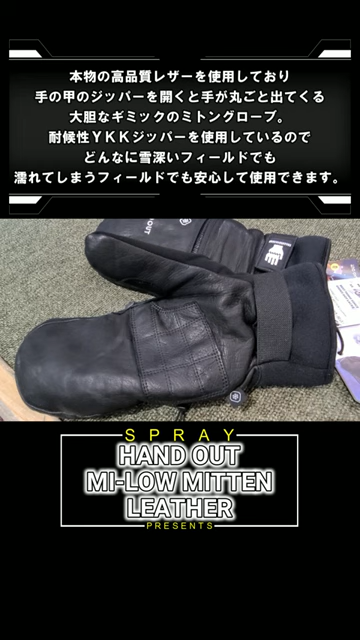 本物の高品質レザーを使用しており
手の甲のジッパーを開くと手が丸ごと出てくる
大胆なギミックのミトングローブ。
耐候性YKKジッパーを使用しているので
どんなに雪深いフィールドでも
濡れてしまうフィールドでも安心して使用できます。
SPRAY
HAND OUT
MI-LOW MITTEN
LEATHER
PRESENTS